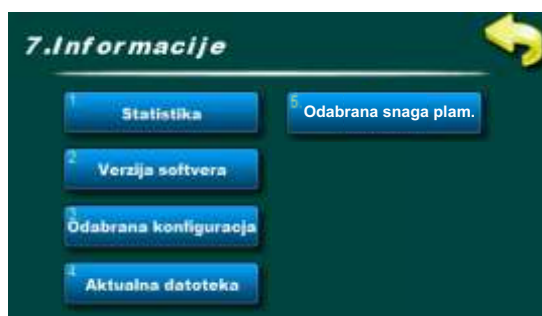 7.Informacije
1
Statistika
2
Verzija softvera
3
Odabrana konfiguracja
4
Aktualna datoteka
5
Odabrana snaga plam.